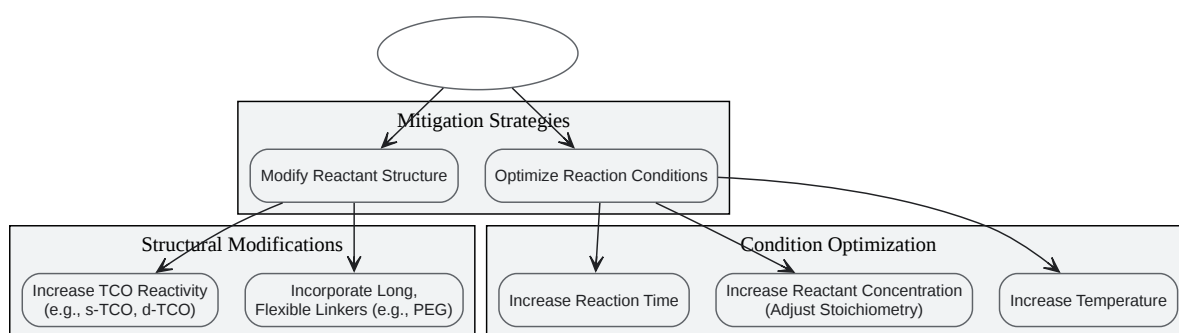 Mitigation Strategies
Modify Reactant Structure
Optimize Reaction Conditions
Structural Modifications
Increase TCO Reactivity
(e.g., s-TCO, d-TCO)
Incorporate Long,
Flexible Linkers (e.g., PEG)
Condition Optimization
Increase Reaction Time
Increase Reactant Concentration
(Adjust Stoichiometry)
Increase Temperature